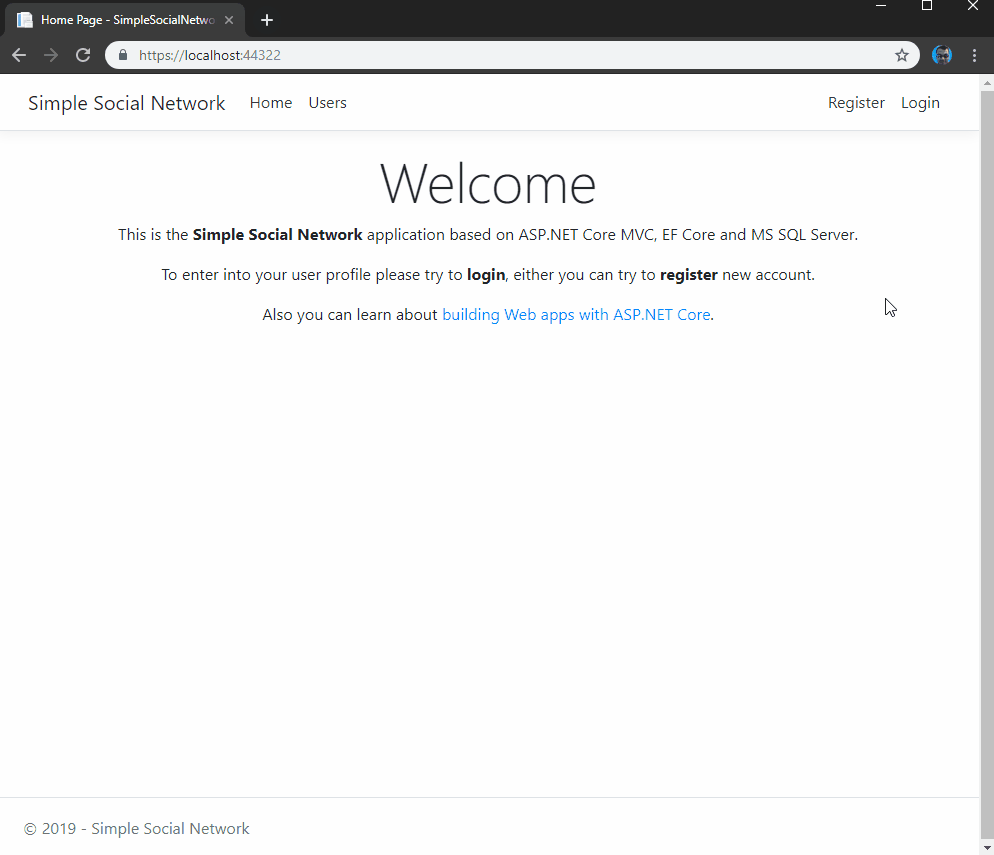 Home Page - SimpleSocialNetwo
https://localhost:44322
Simple Social Network Home Users Register Login
Welcome
This is the Simple Social Network application based on ASP.NET Core MVC, EF Core and MS SQL Server.
To enter into your user profile please try to login, either you can try to register new account.
Also you can learn about building Web apps with ASP.NET Core.
© 2019 - Simple Social Network